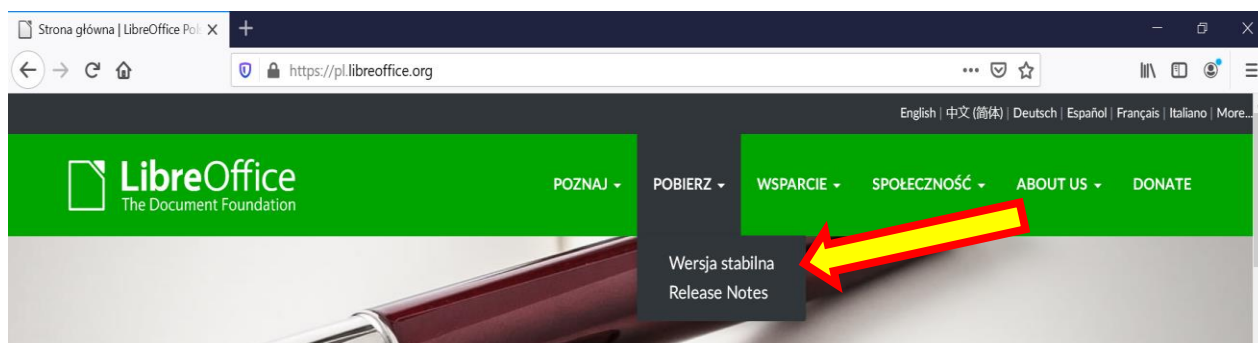 Strona główna | LibreOffice Pol
https://pl.libreoffice.org
English | 中文 (简体) | Deutsch | Español | Français | Italiano | More...
LibreOffice
The Document Foundation
POZNAJ
POBIERZ
WSPARCIE
SPOŁECZNOŚĆ
ABOUT US
DONATE
Wersja stabilna
Release Notes